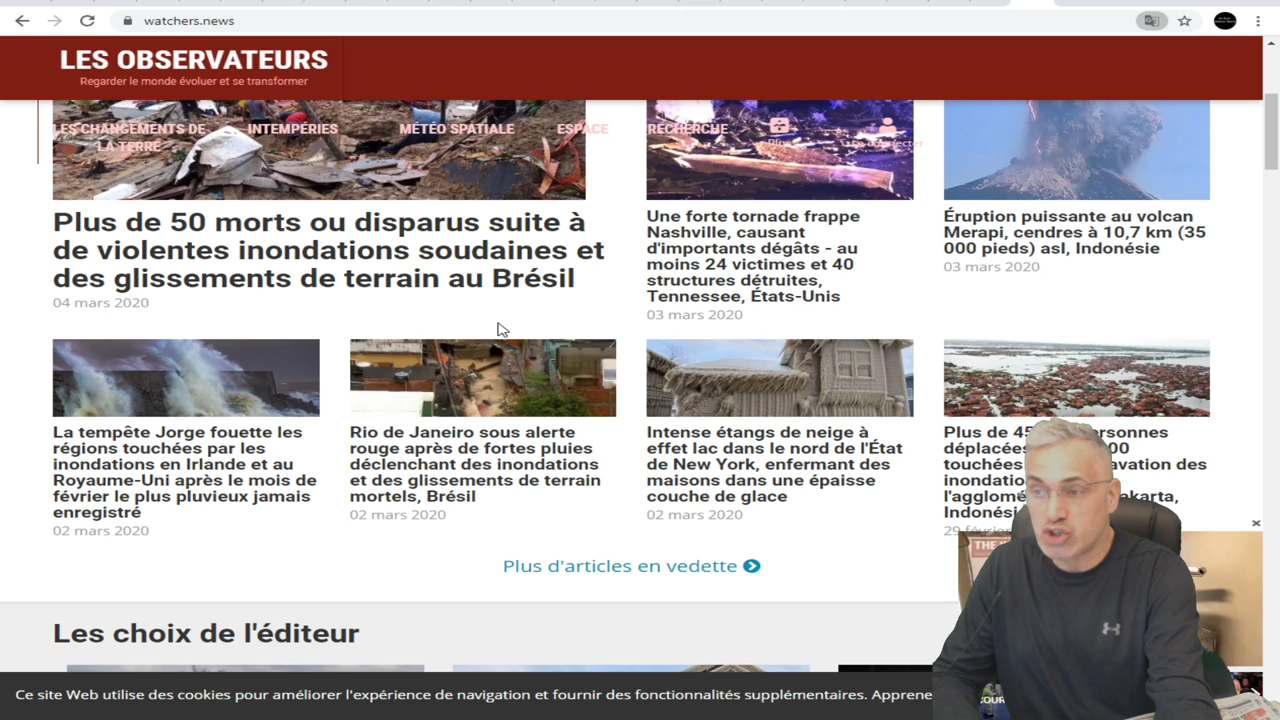 watchers.news
LES OBSERVATEURS
Regarder le monde évoluer et se transformer
LES CHANGEMENTS DE
LA TERRE
INTEMPÉRIES
MÉTÉO SPATIALE
ESPACE
RECHERCHE
Plus de 50 morts ou disparus suite à
de violentes inondations soudaines et
des glissements de terrain au Brésil
04 mars 2020
Une forte tornade frappe
Nashville, causant
d'importants dégâts - au
moins 24 victimes et 40
structures détruites,
Tennessee, États-Unis
03 mars 2020
Éruption puissante au volcan
Merapi, cendres à 10,7 km (35
000 pieds) asl, Indonésie
03 mars 2020
La tempête Jorge fouette les
régions touchées par les
inondations en Irlande et au
Royaume-Uni après le mois de
février le plus pluvieux jamais
enregistré
02 mars 2020
Rio de Janeiro sous alerte
rouge après de fortes pluies
déclenchant des inondations
et des glissements de terrain
mortels, Brésil
02 mars 2020
Intense étangs de neige à
effet lac dans le nord de l'État
de New York, enfermant des
maisons dans une épaisse
couche de glace
02 mars 2020
Plus de 45
déplacées
touchées des
inondatio
l'agglomé
Indonési
29 février
Plus d'articles en vedette
Les choix de l'éditeur
Ce site Web utilise des cookies pour améliorer l'expérience de navigation et fournir des fonctionnalités supplémentaires. Apprene